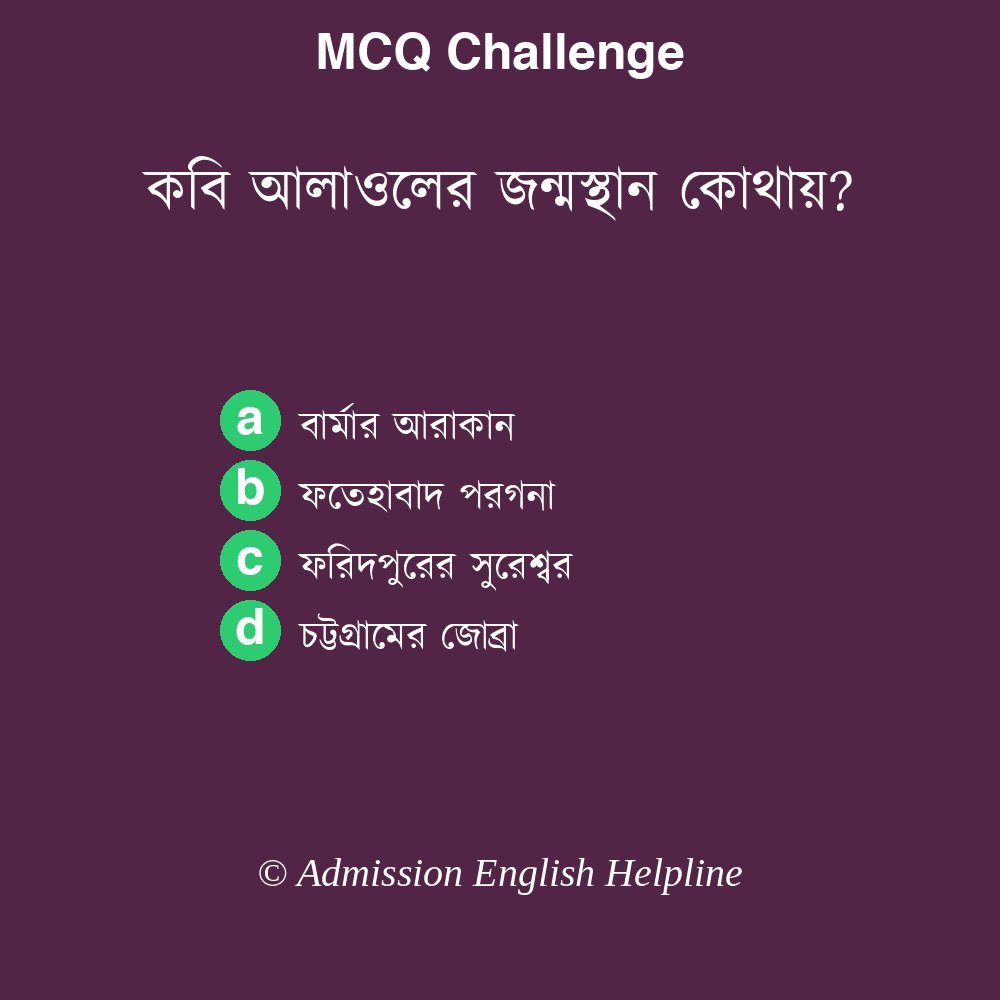 MCQ Challenge
কবি আলাওলের জন্মস্থান কোথায়?
a বার্মার আরাকান
b ফতেহাবাদ পরগনা
c ফরিদপুরের সুরেশ্বর
d চট্টগ্রামের জোব্রা
© Admission English Helpline